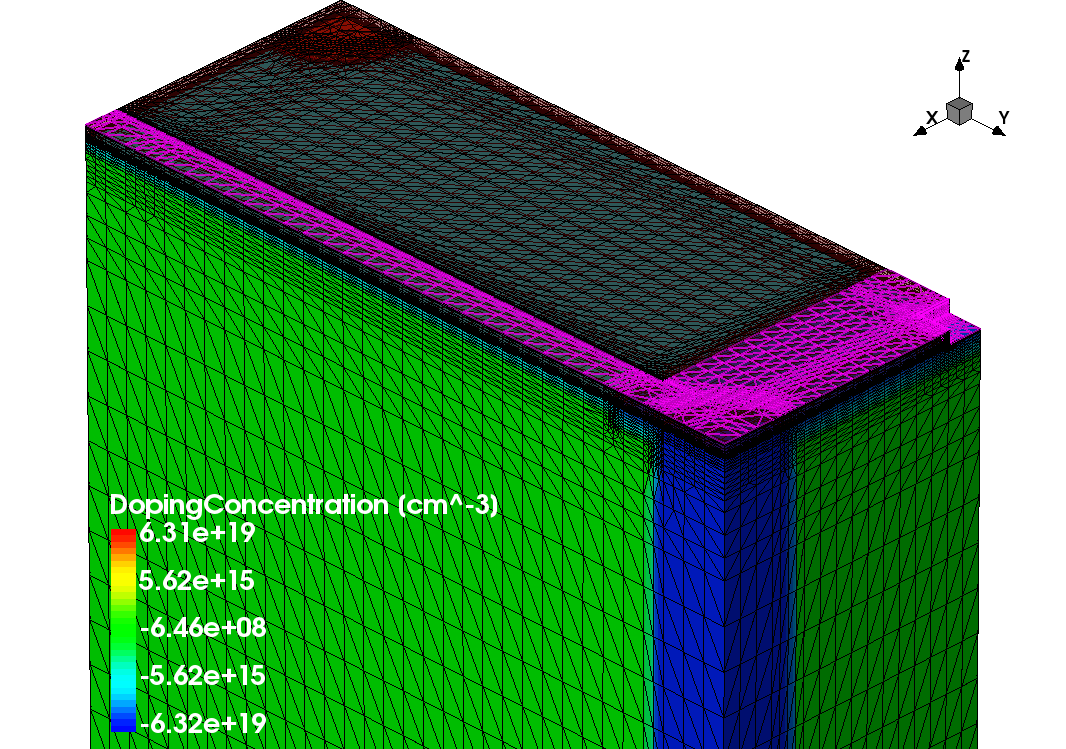 Z
X
Y
DopingConcentration (cm^-3)
6.31e+19
5.62e+15
-6.46e+08
-5.62e+15
-6.32e+19